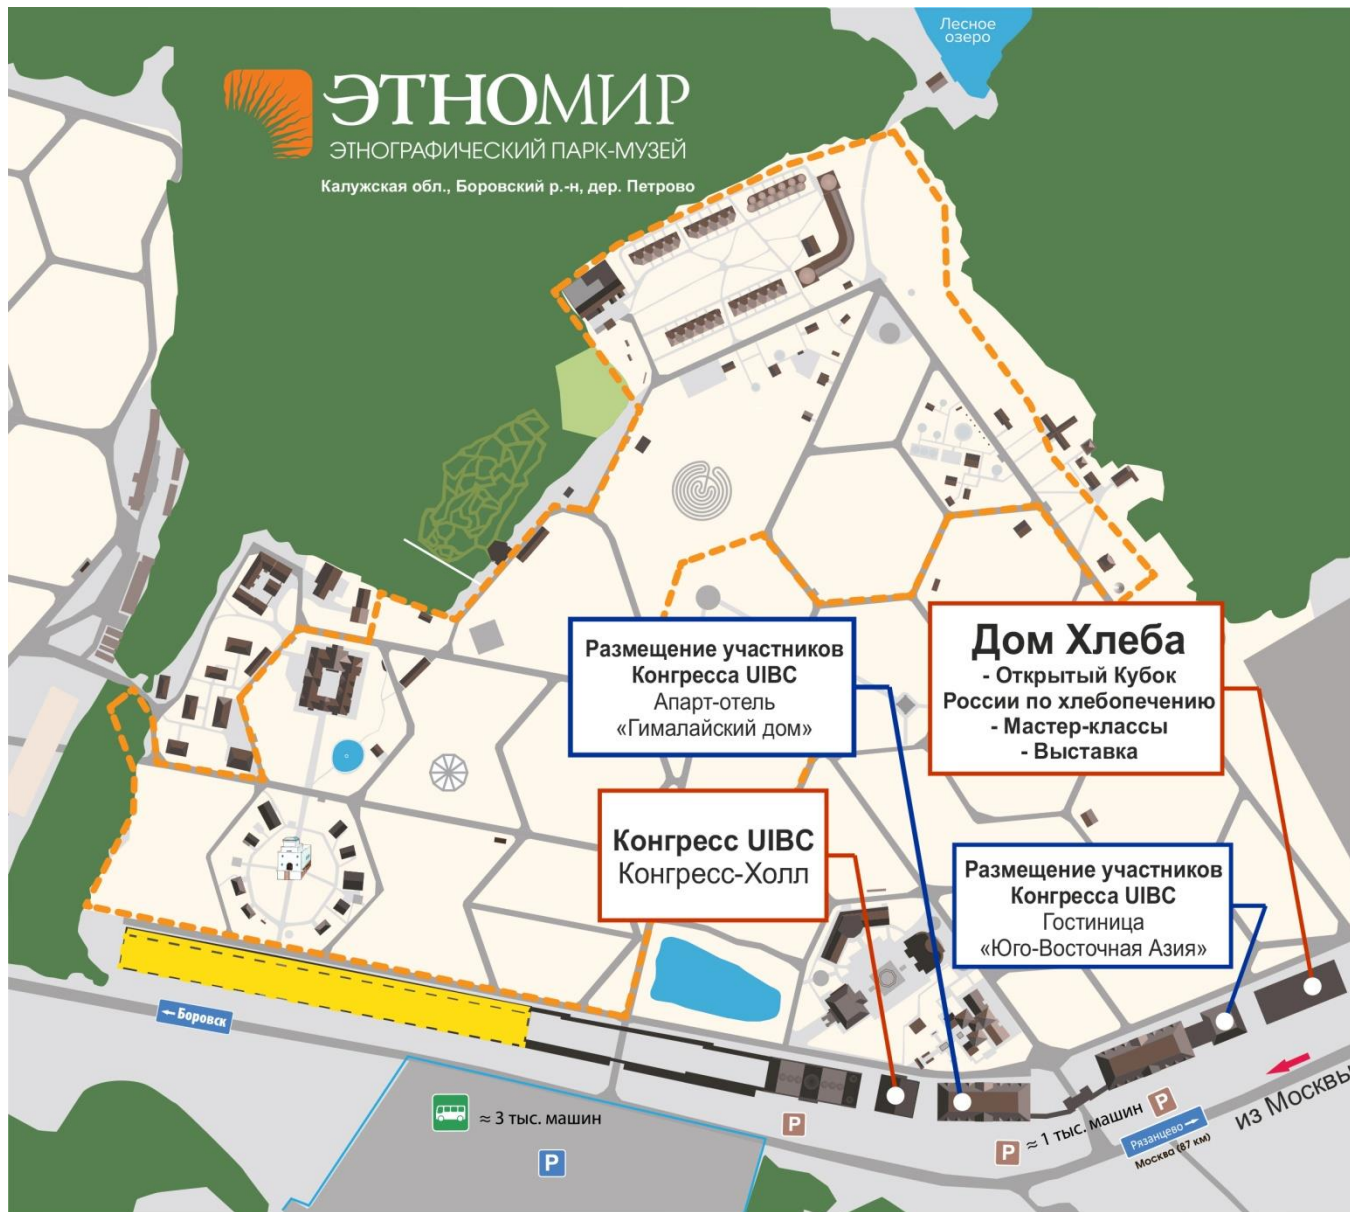 Лесное
озеро
ЭТНОМИР
ЭТНОГРАФИЧЕСКИЙ ПАРК-МУЗЕЙ
Калужская обл., Боровский р.-н, дер. Петрово
Размещение участников
Конгресса UIBC
Апарт-отель
«Гималайский дом»
Дом Хлеба
- Открытый Кубок
России по хлебопечению
- Мастер-классы
- Выставка
Конгресс UIBC
Конгресс-Холл
Размещение участников
Конгресса UIBC
Гостиница
«Юго-Восточная Азия»
←Боровск
≈ 3 тыс. машин
P
P
P
≈ 1 тыс. машин
P
Рязанцево→
Москва (87 км)
из Москвы